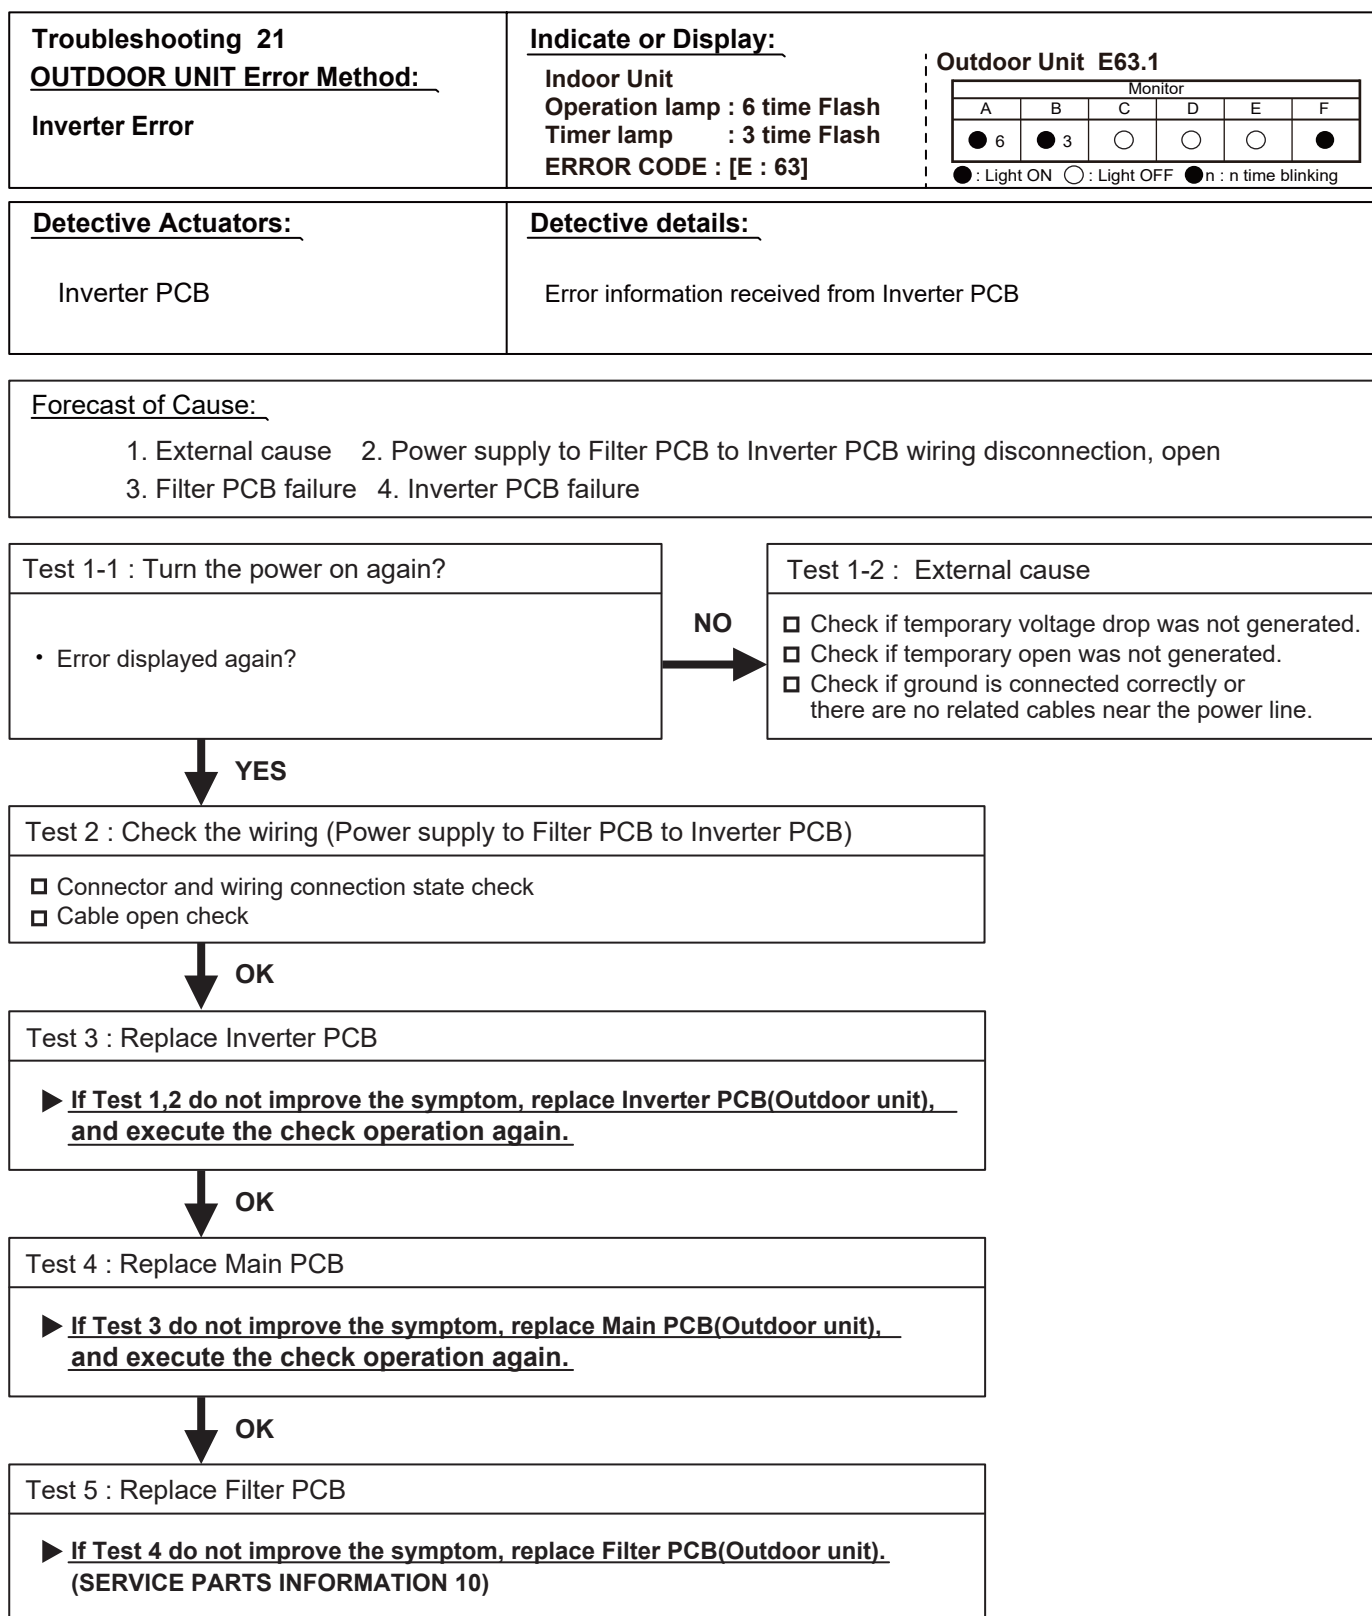 Troubleshooting 21
OUTDOOR UNIT Error Method:
Inverter Error
Indicate or Display:
Indoor Unit
Operation lamp : 6 time Flash
Timer lamp : 3 time Flash
ERROR CODE : [E : 63]
Outdoor Unit E63.1
Monitor
A B C D E F
● 6 ● 3 ○ ○ ○ ●
● : Light ON ○ : Light OFF ●n : n time blinking
Detective Actuators:
Inverter PCB
Detective details:
Error information received from Inverter PCB
Forecast of Cause:
1. External cause 2. Power supply to Filter PCB to Inverter PCB wiring disconnection, open
3. Filter PCB failure 4. Inverter PCB failure
Test 1-1 : Turn the power on again?
• Error displayed again?
NO
Test 1-2 : External cause
□ Check if temporary voltage drop was not generated.
□ Check if temporary open was not generated.
□ Check if ground is connected correctly or
there are no related cables near the power line.
YES
Test 2 : Check the wiring (Power supply to Filter PCB to Inverter PCB)
□ Connector and wiring connection state check
□ Cable open check
OK
Test 3 : Replace Inverter PCB
▶ If Test 1,2 do not improve the symptom, replace Inverter PCB(Outdoor unit),
and execute the check operation again.
OK
Test 4 : Replace Main PCB
▶ If Test 3 do not improve the symptom, replace Main PCB(Outdoor unit),
and execute the check operation again.
OK
Test 5 : Replace Filter PCB
▶ If Test 4 do not improve the symptom, replace Filter PCB(Outdoor unit).
(SERVICE PARTS INFORMATION 10)